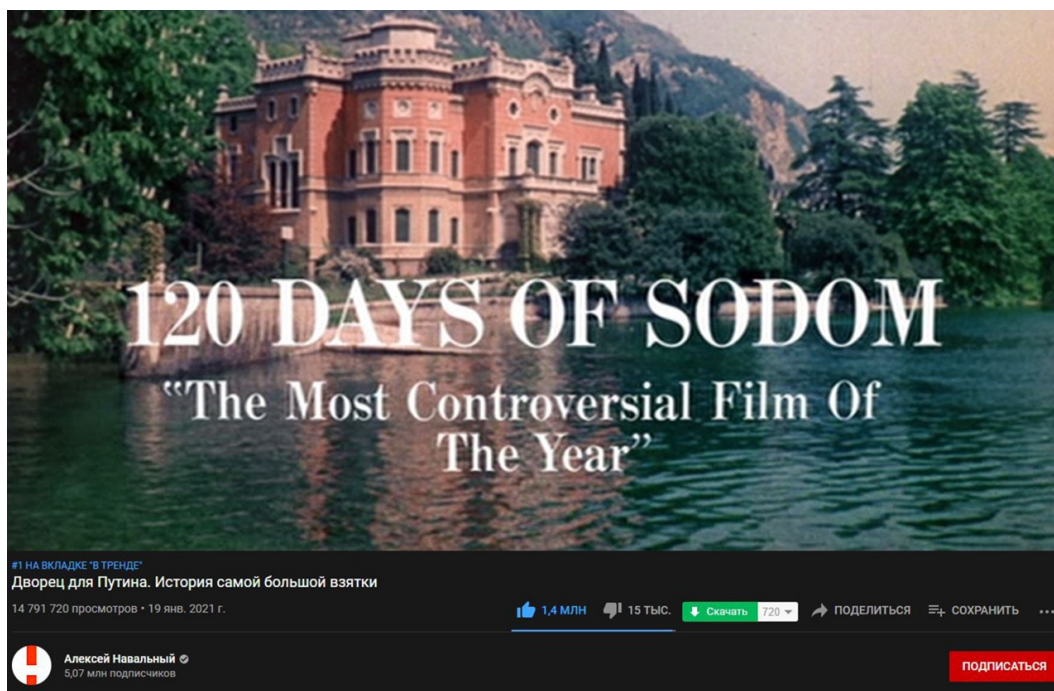 120 DAYS OF SODOM
“The Most Controversial Film Of
The Year”
#1 НА ВКЛАДКЕ "В ТРЕНДЕ"
Дворец для Путина. История самой большой взятки
14 791 720 просмотров • 19 янв. 2021 г.
1,4 МЛН
15 ТЫС.
Скачать
720
ПОДЕЛИТЬСЯ
СОХРАНИТЬ
Алексей Навальный
5,07 млн подписчиков
ПОДПИСАТЬСЯ